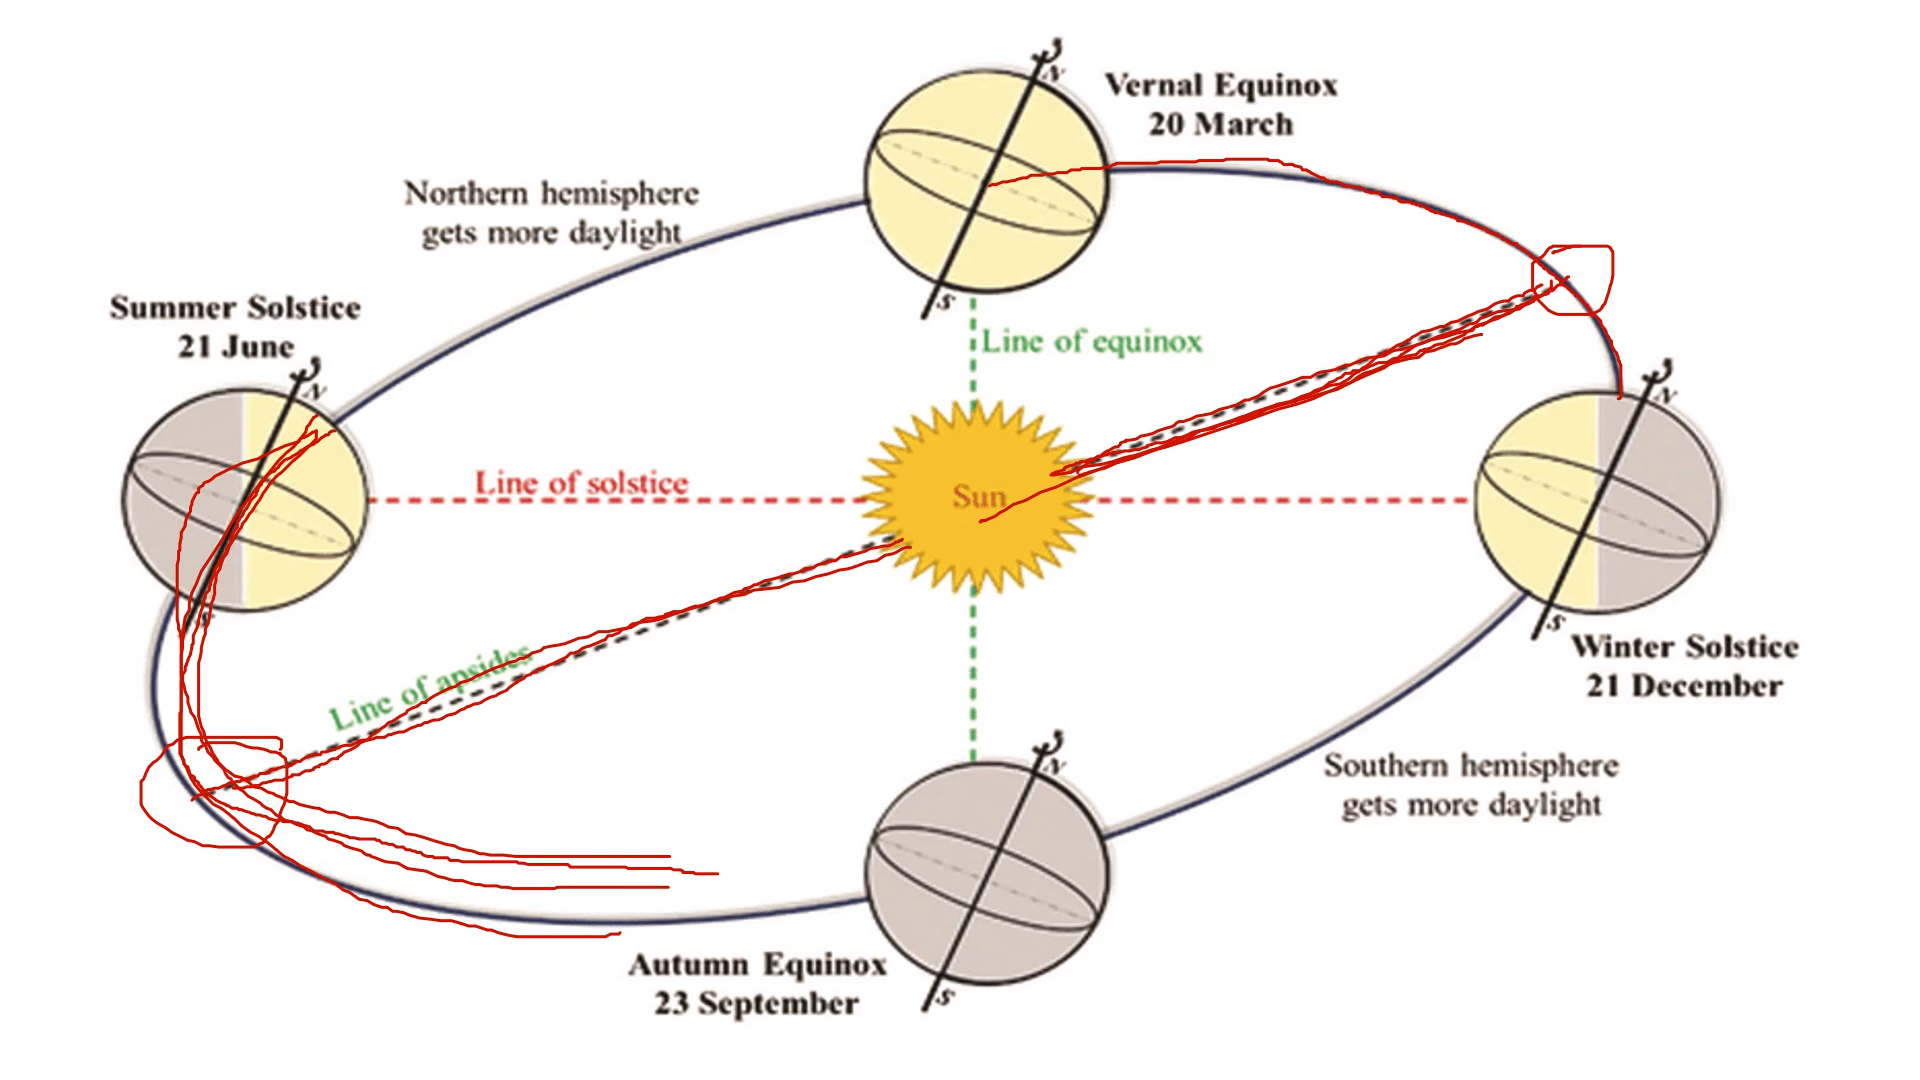 N
Vernal Equinox
20 March
Northern hemisphere
gets more daylight
S
Line of equinox
Summer Solstice
21 June
N
N
Line of solstice
Sun
S
S
Winter Solstice
21 December
Line of apsides
N
Southern hemisphere
gets more daylight
Autumn Equinox
23 September
S